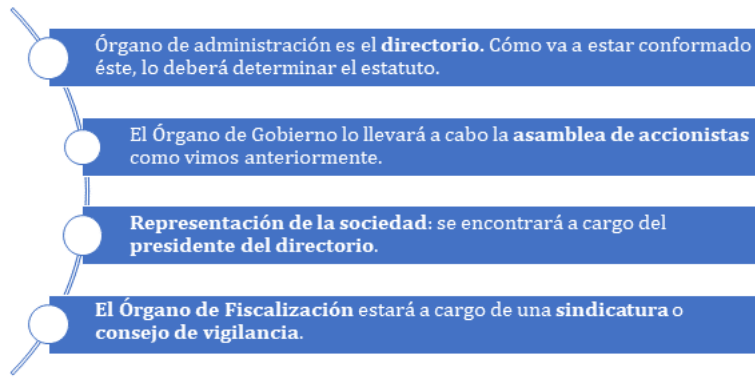 Órgano de administración es el directorio. Cómo va a estar conformado
éste, lo deberá determinar el estatuto.
El Órgano de Gobierno lo llevará a cabo la asamblea de accionistas
como vimos anteriormente.
Representación de la sociedad: se encontrará a cargo del
presidente del directorio.
El Órgano de Fiscalización estará a cargo de una sindicatura o
consejo de vigilancia.